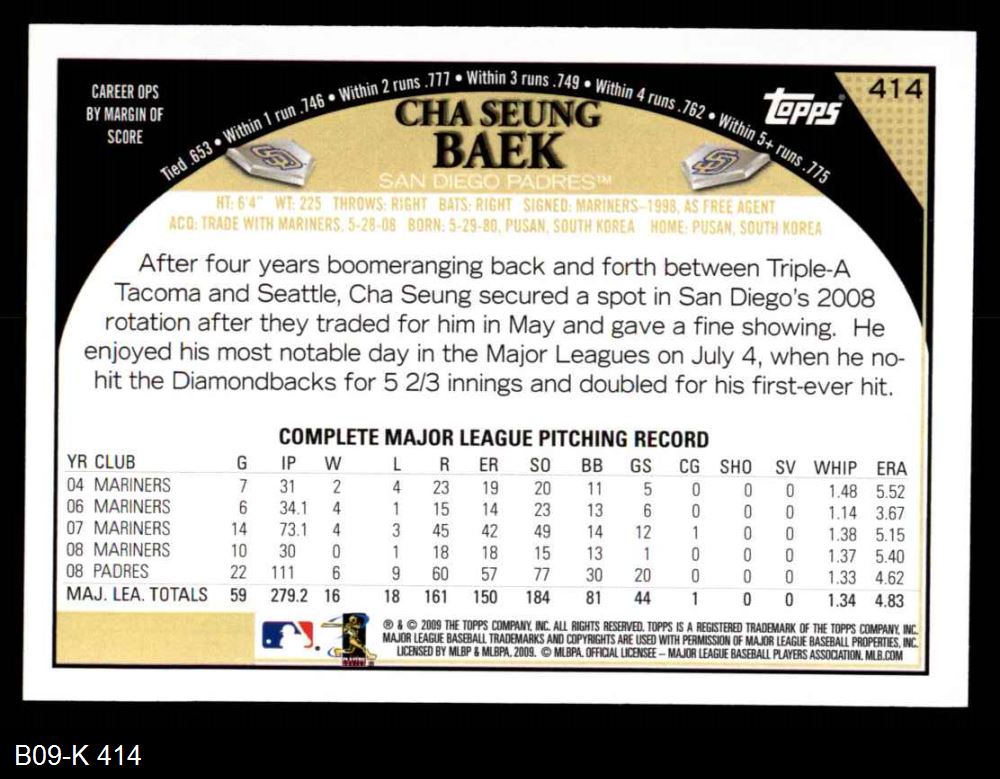 CAREER OPS
BY MARGIN OF
SCORE
Tied .653 • Within 1 run .746 • Within 2 runs .777 • Within 3 runs .749 • Within 4 runs .762 • Within 5+ runs .775
topps
414
CHA SEUNG
BAEK
SAN DIEGO PADRES™
HT: 6'4" WT: 225 THROWS: RIGHT BATS: RIGHT SIGNED: MARINERS-1998, AS FREE AGENT
ACQ: TRADE WITH MARINERS, 5-28-08 BORN: 5-29-80, PUSAN, SOUTH KOREA HOME: PUSAN, SOUTH KOREA
After four years boomeranging back and forth between Triple-A
Tacoma and Seattle, Cha Seung secured a spot in San Diego's 2008
rotation after they traded for him in May and gave a fine showing. He
enjoyed his most notable day in the Major Leagues on July 4, when he no-
hit the Diamondbacks for 5 2/3 innings and doubled for his first-ever hit.
COMPLETE MAJOR LEAGUE PITCHING RECORD
YR CLUB G IP W L R ER SO BB GS CG SHO SV WHIP ERA
04 MARINERS 7 31 2 4 23 19 20 11 5 0 0 0 1.48 5.52
06 MARINERS 6 34.1 4 1 15 14 23 13 6 0 0 0 1.14 3.67
07 MARINERS 14 73.1 4 3 45 42 49 14 12 1 0 0 1.38 5.15
08 MARINERS 10 30 0 1 18 18 15 13 1 0 0 0 1.37 5.40
08 PADRES 22 111 6 9 60 57 77 30 20 0 0 0 1.33 4.62
MAJ. LEA. TOTALS 59 279.2 16 18 161 150 184 81 44 1 0 0 1.34 4.83
® & © 2009 THE TOPPS COMPANY, INC. ALL RIGHTS RESERVED. TOPPS IS A REGISTERED TRADEMARK OF THE TOPPS COMPANY, INC.
MAJOR LEAGUE BASEBALL TRADEMARKS AND COPYRIGHTS ARE USED WITH PERMISSION OF MAJOR LEAGUE BASEBALL PROPERTIES, INC.
LICENSED BY MLBP & MLBPA, 2009. © MLBPA. OFFICIAL LICENSEE – MAJOR LEAGUE BASEBALL PLAYERS ASSOCIATION. MLB.COM
B09-K 414